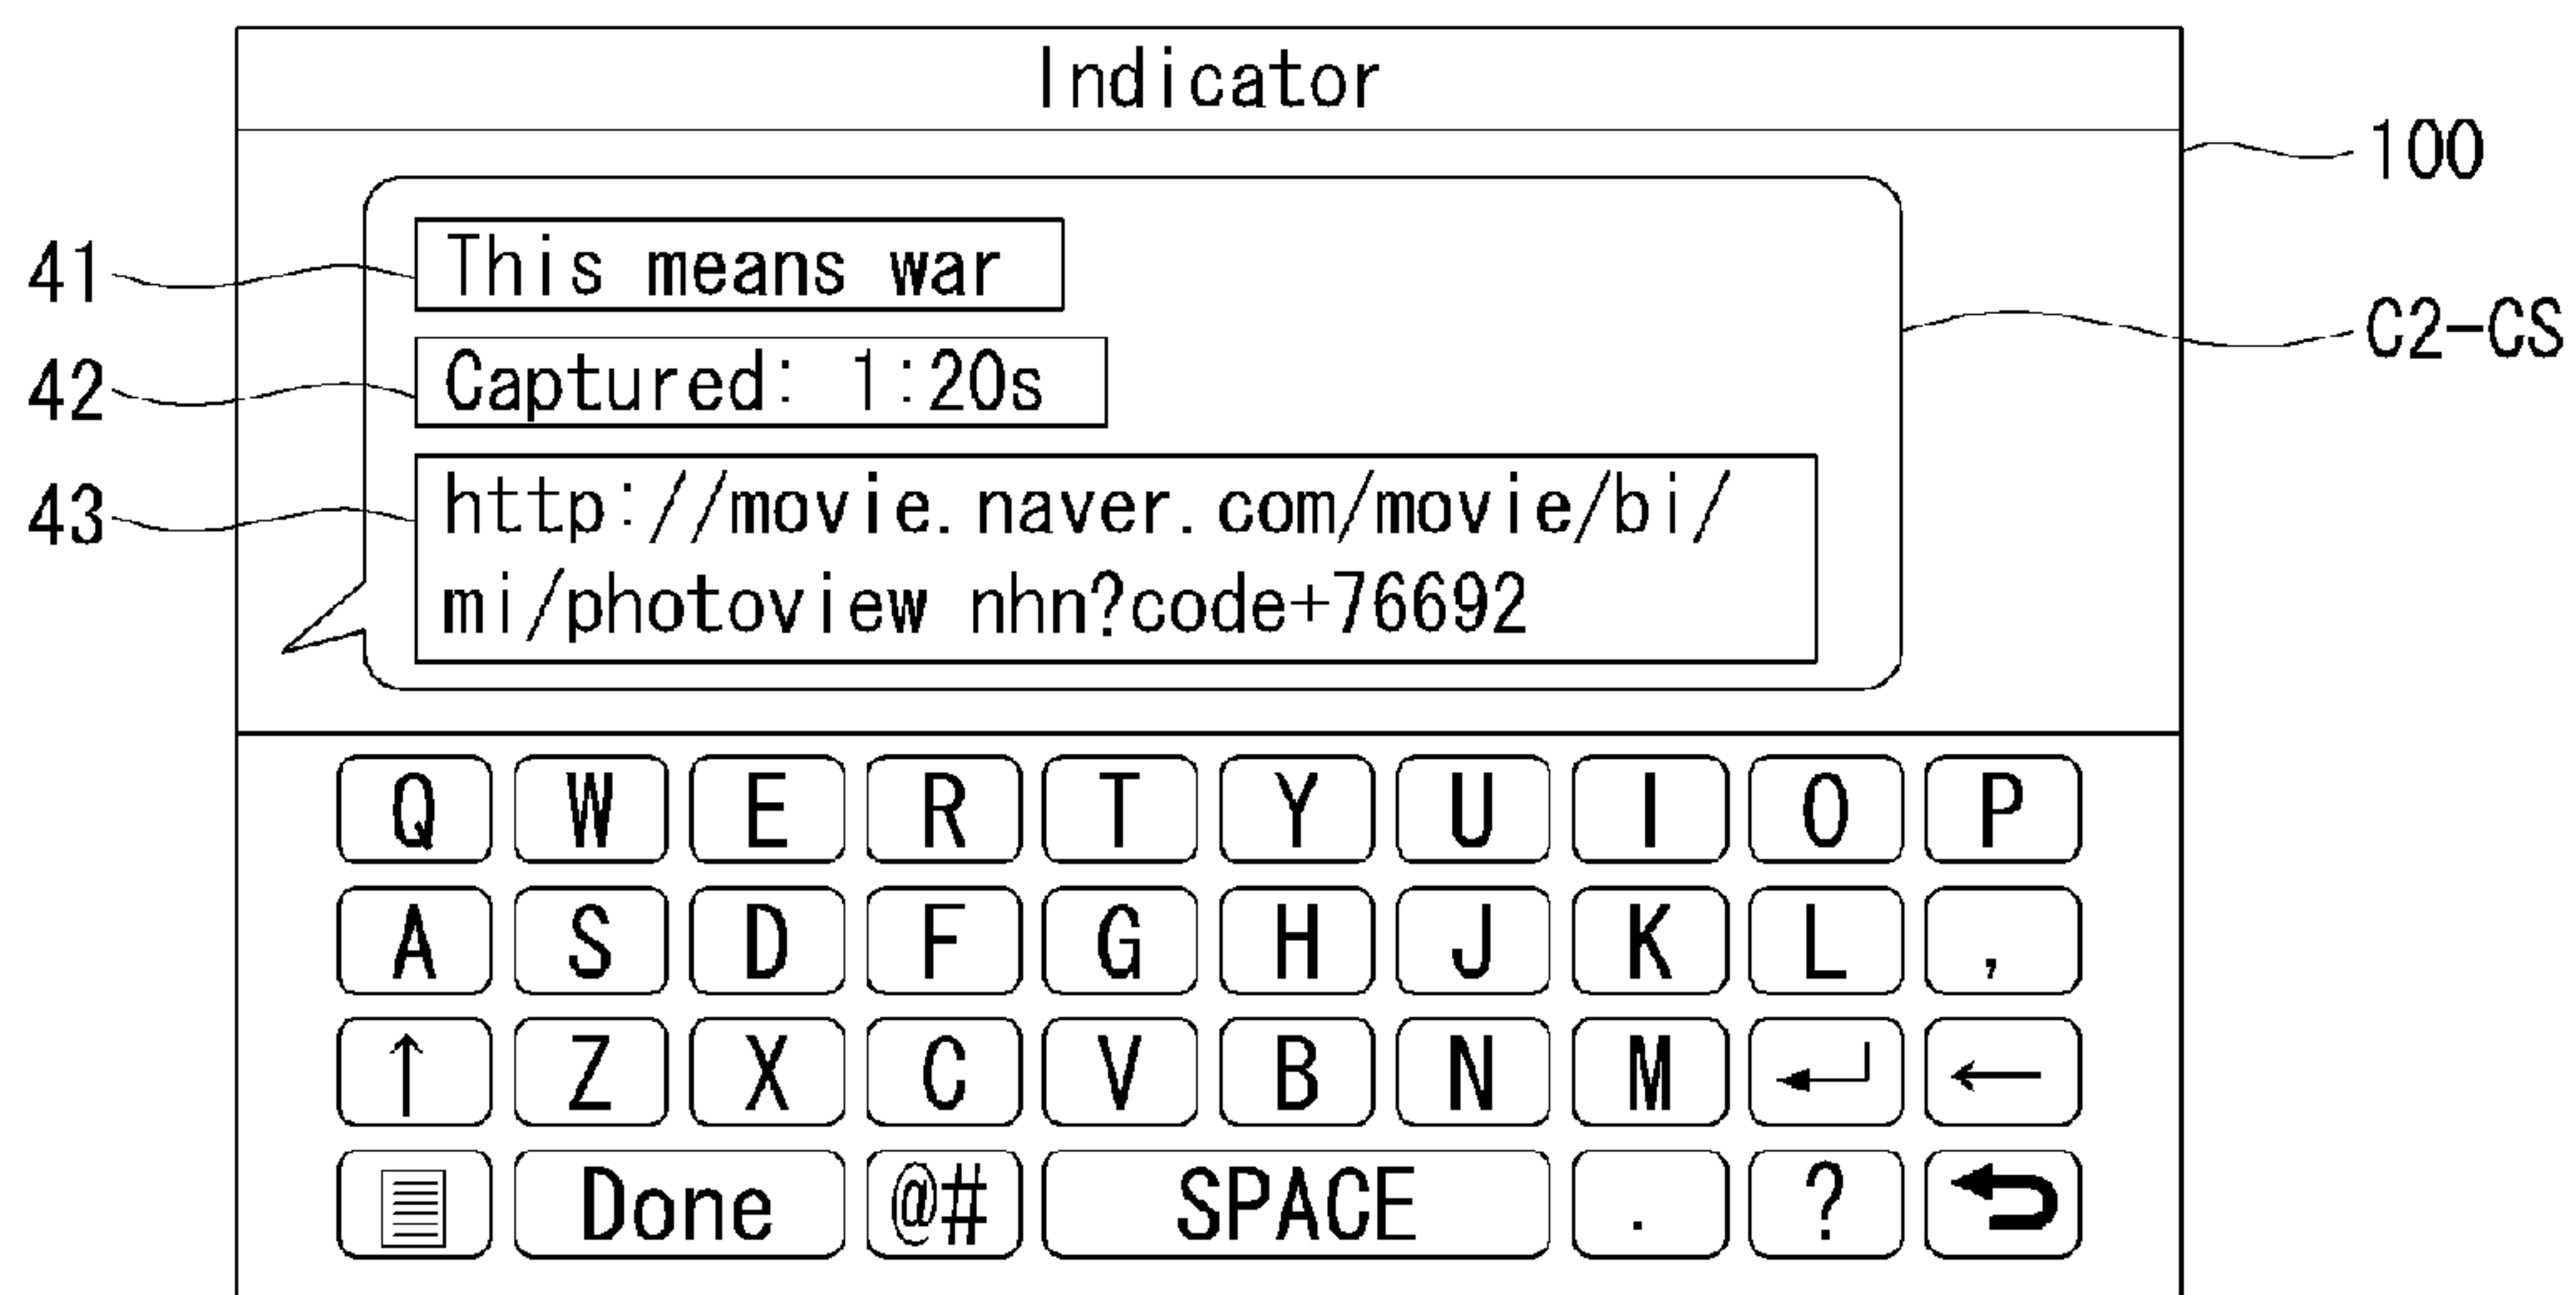 Indicator
100
41 This means war
C2-CS
42 Captured: 1:20s
43 http://movie.naver.com/movie/bi/
mi/photoview nhn?code+76692
Q W E R T Y U I O P
A S D F G H J K L ,
↑ Z X C V B N M ↵ ←
Done @# SPACE . ?